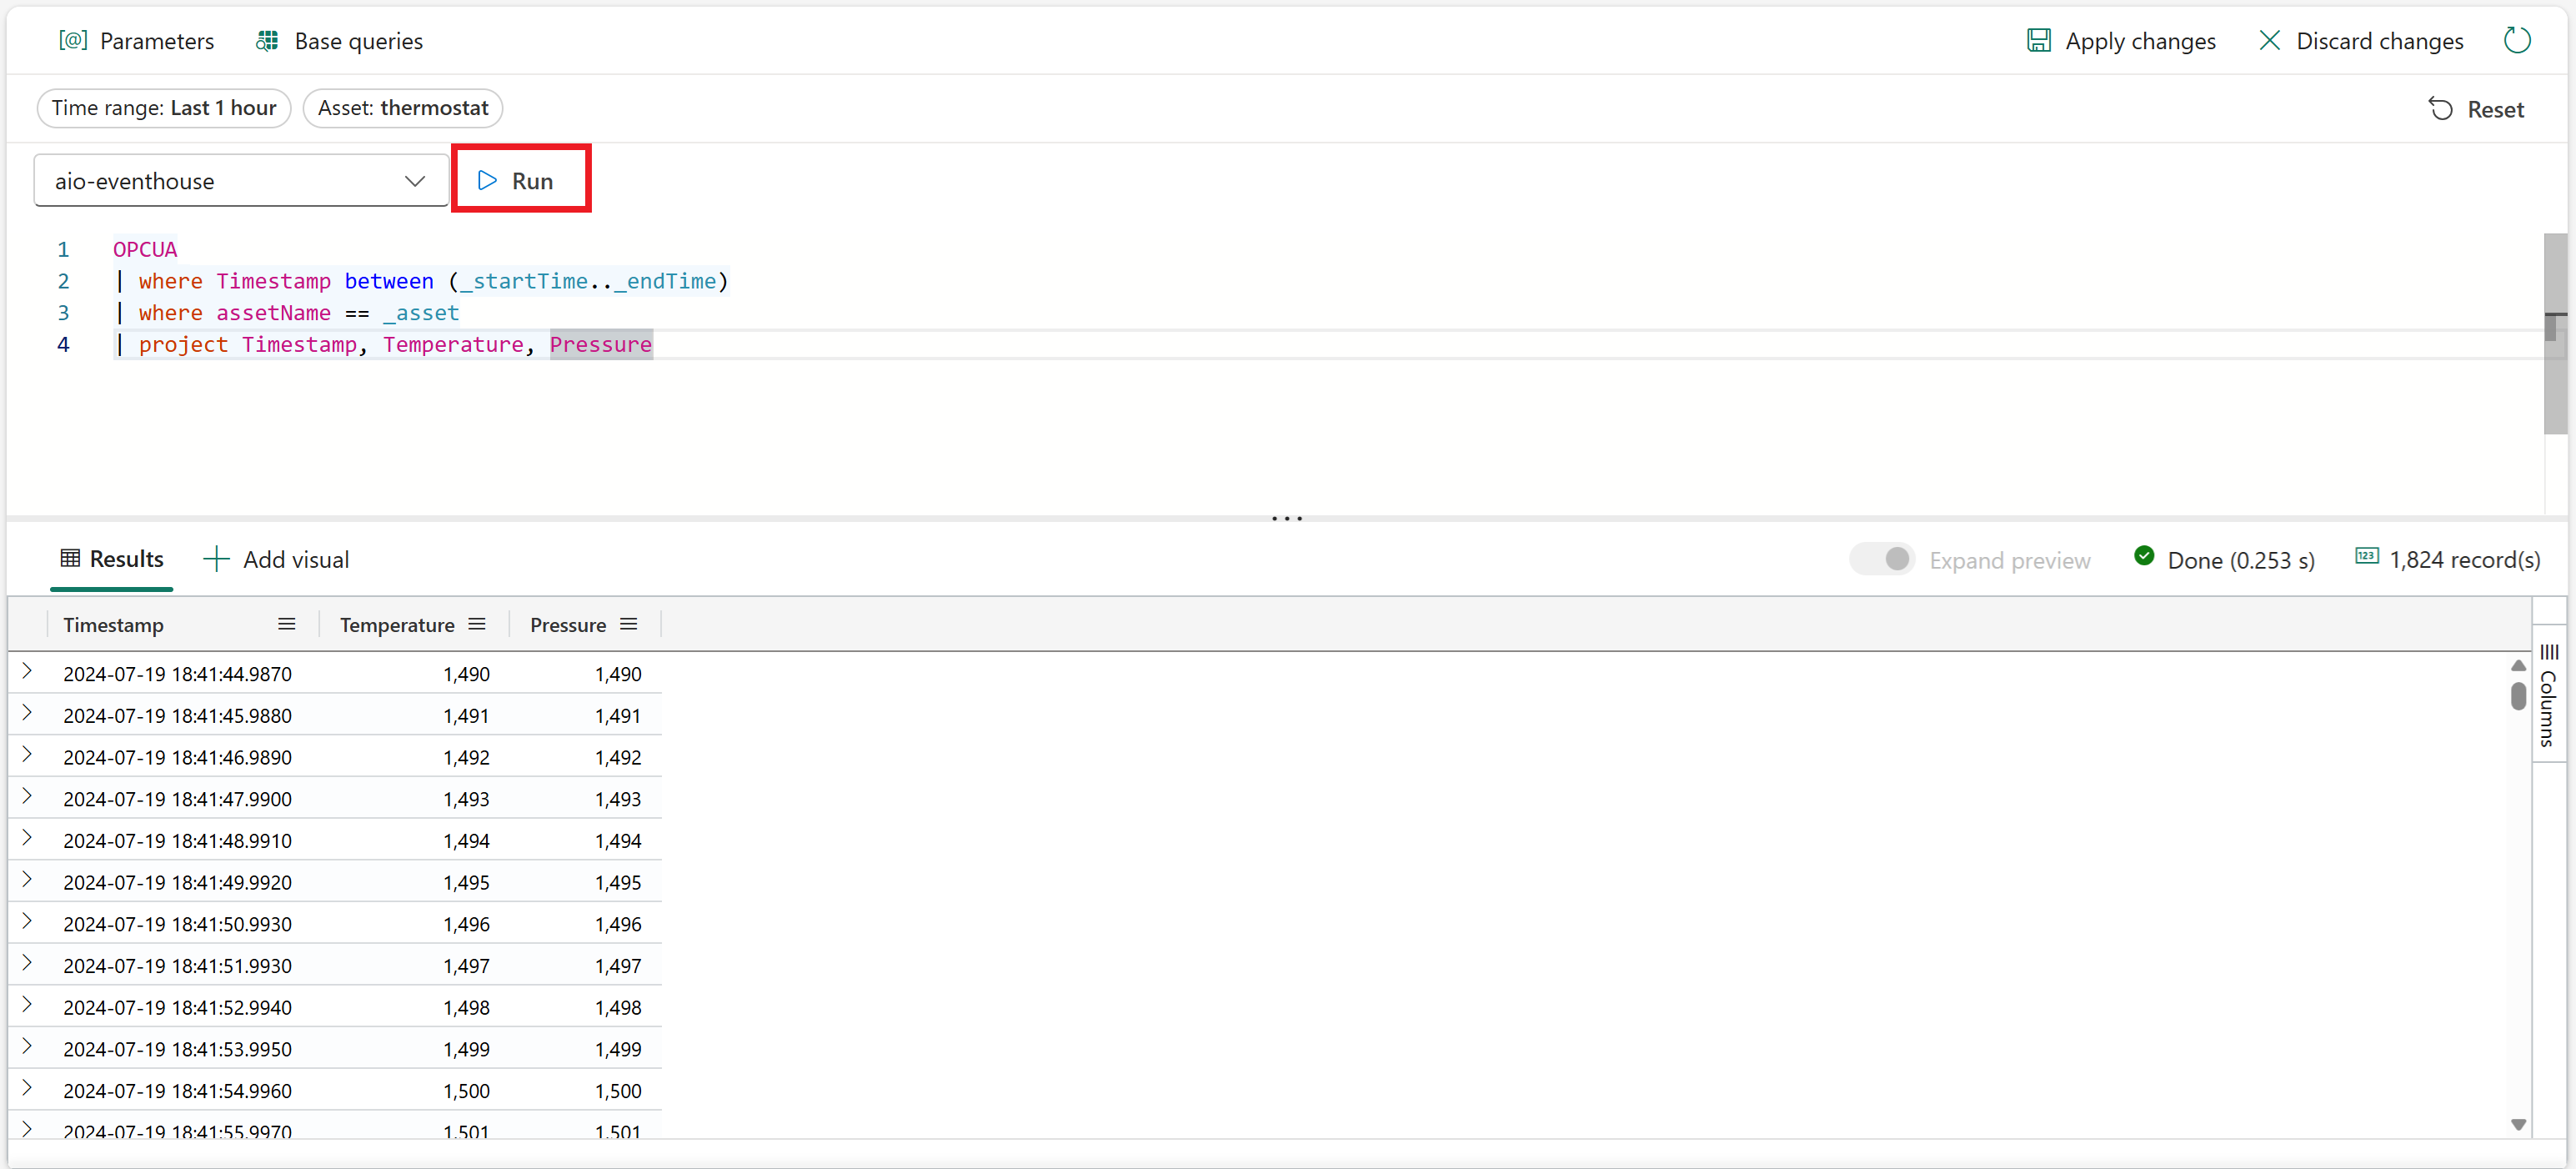 [@] Parameters Base queries Apply changes Discard changes
Time range: Last 1 hour Asset: thermostat Reset
aio-eventhouse Run
1 OPCUA
2 | where Timestamp between (_startTime.._endTime)
3 | where assetName == _asset
4 | project Timestamp, Temperature, Pressure
Results Add visual Expand preview Done (0.253 s) 123 1,824 record(s)
Timestamp Temperature Pressure
2024-07-19 18:41:44.9870 1,490 1,490
2024-07-19 18:41:45.9880 1,491 1,491
2024-07-19 18:41:46.9890 1,492 1,492
2024-07-19 18:41:47.9900 1,493 1,493
2024-07-19 18:41:48.9910 1,494 1,494
2024-07-19 18:41:49.9920 1,495 1,495
2024-07-19 18:41:50.9930 1,496 1,496
2024-07-19 18:41:51.9930 1,497 1,497
2024-07-19 18:41:52.9940 1,498 1,498
2024-07-19 18:41:53.9950 1,499 1,499
2024-07-19 18:41:54.9960 1,500 1,500
2024-07-19 18:41:55.9970 1,501 1,501
Columns